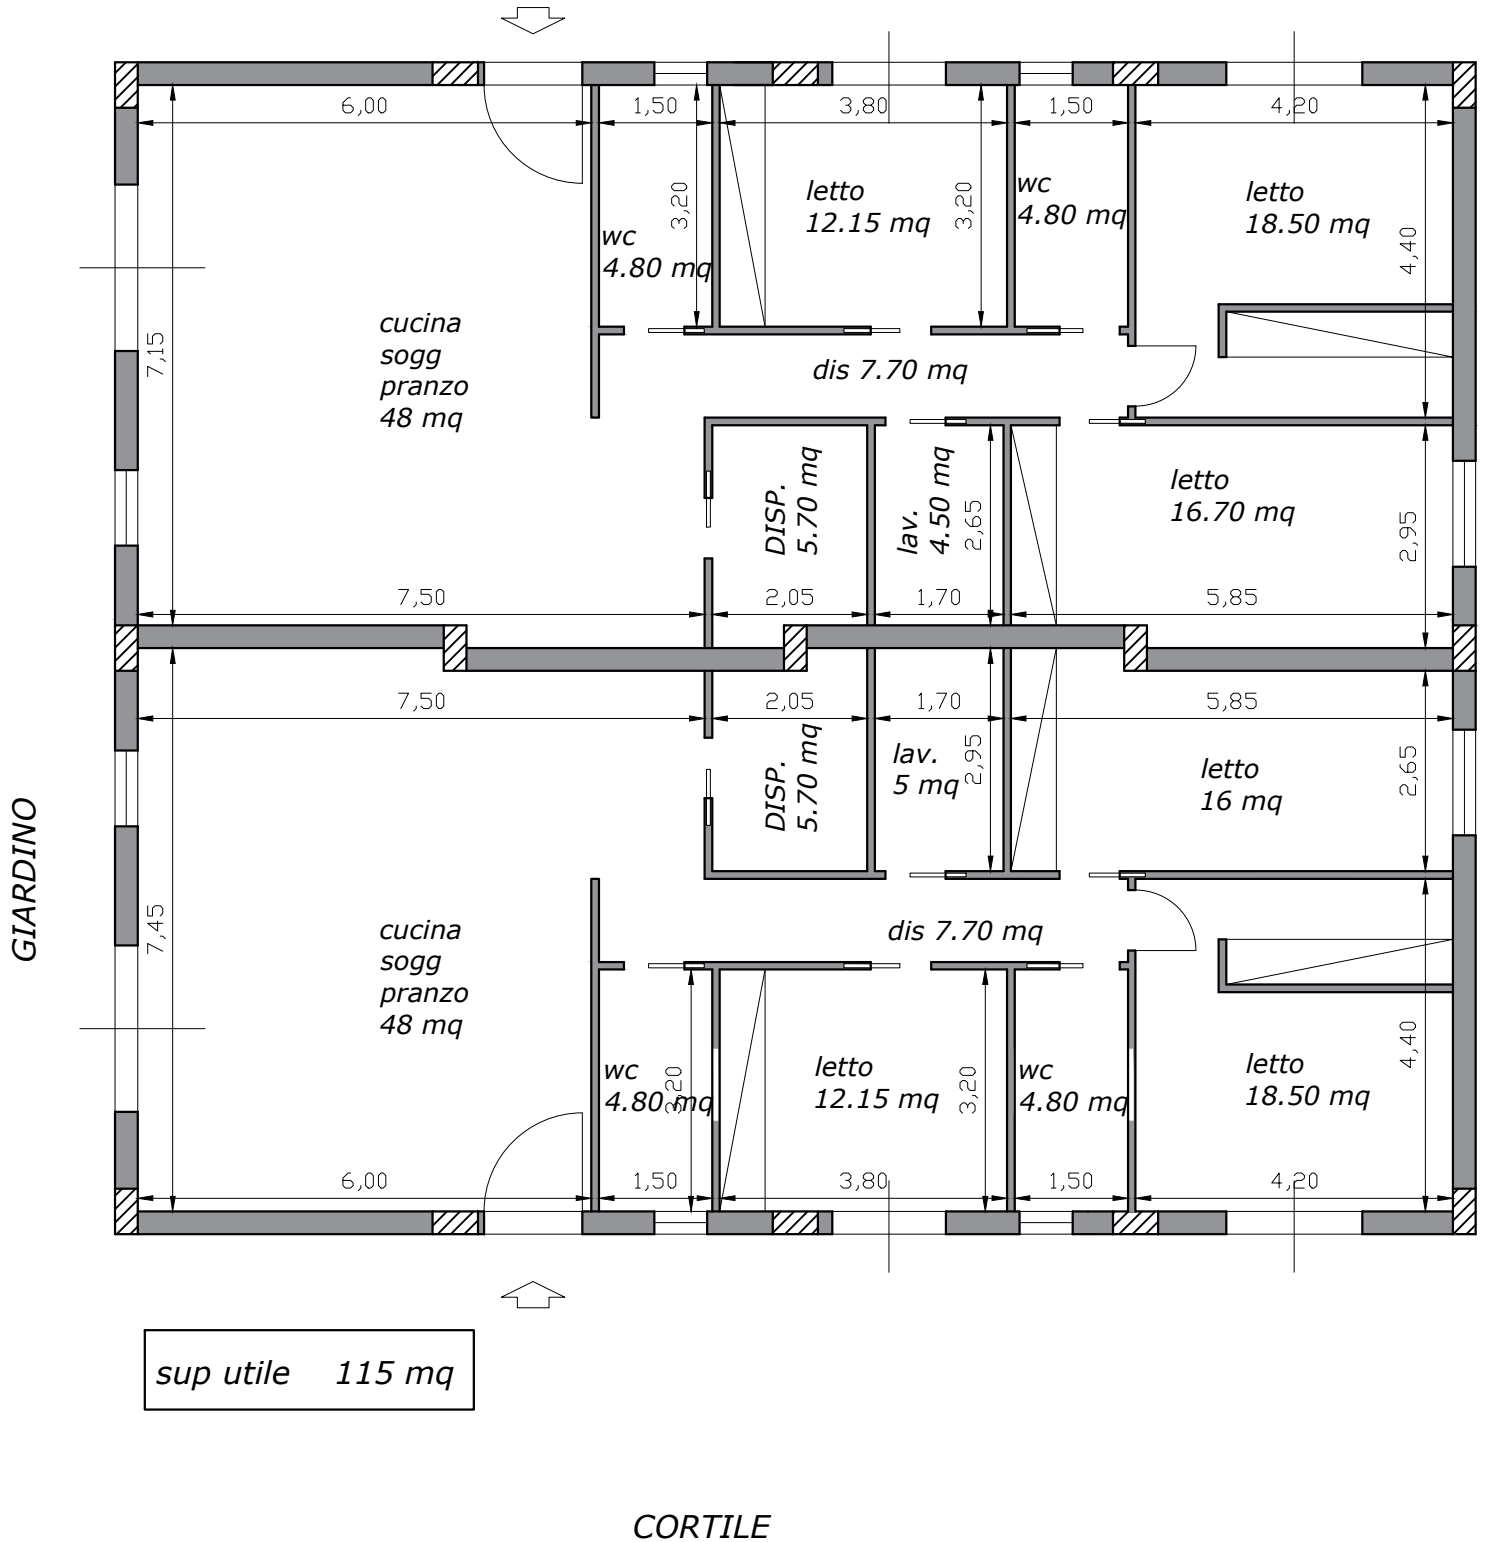 6,00
1,50
3,80
1,50
4,20
letto
12.15 mq
wc
4.80 mq
letto
18.50 mq
3,20
3,20
wc
4.80 mq
4,40
cucina
sogg
pranzo
48 mq
7,15
dis 7.70 mq
DISP.
5.70 mq
lav.
4.50 mq
2,65
letto
16.70 mq
2,95
7,50
2,05
1,70
5,85
7,50
2,05
1,70
5,85
DISP.
5.70 mq
lav.
5 mq
2,95
letto
16 mq
2,65
GIARDINO
7,45
cucina
sogg
pranzo
48 mq
dis 7.70 mq
wc
4.80 mq
3,20
letto
12.15 mq
3,20
wc
4.80 mq
letto
18.50 mq
4,40
6,00
1,50
3,80
1,50
4,20
sup utile 115 mq
CORTILE